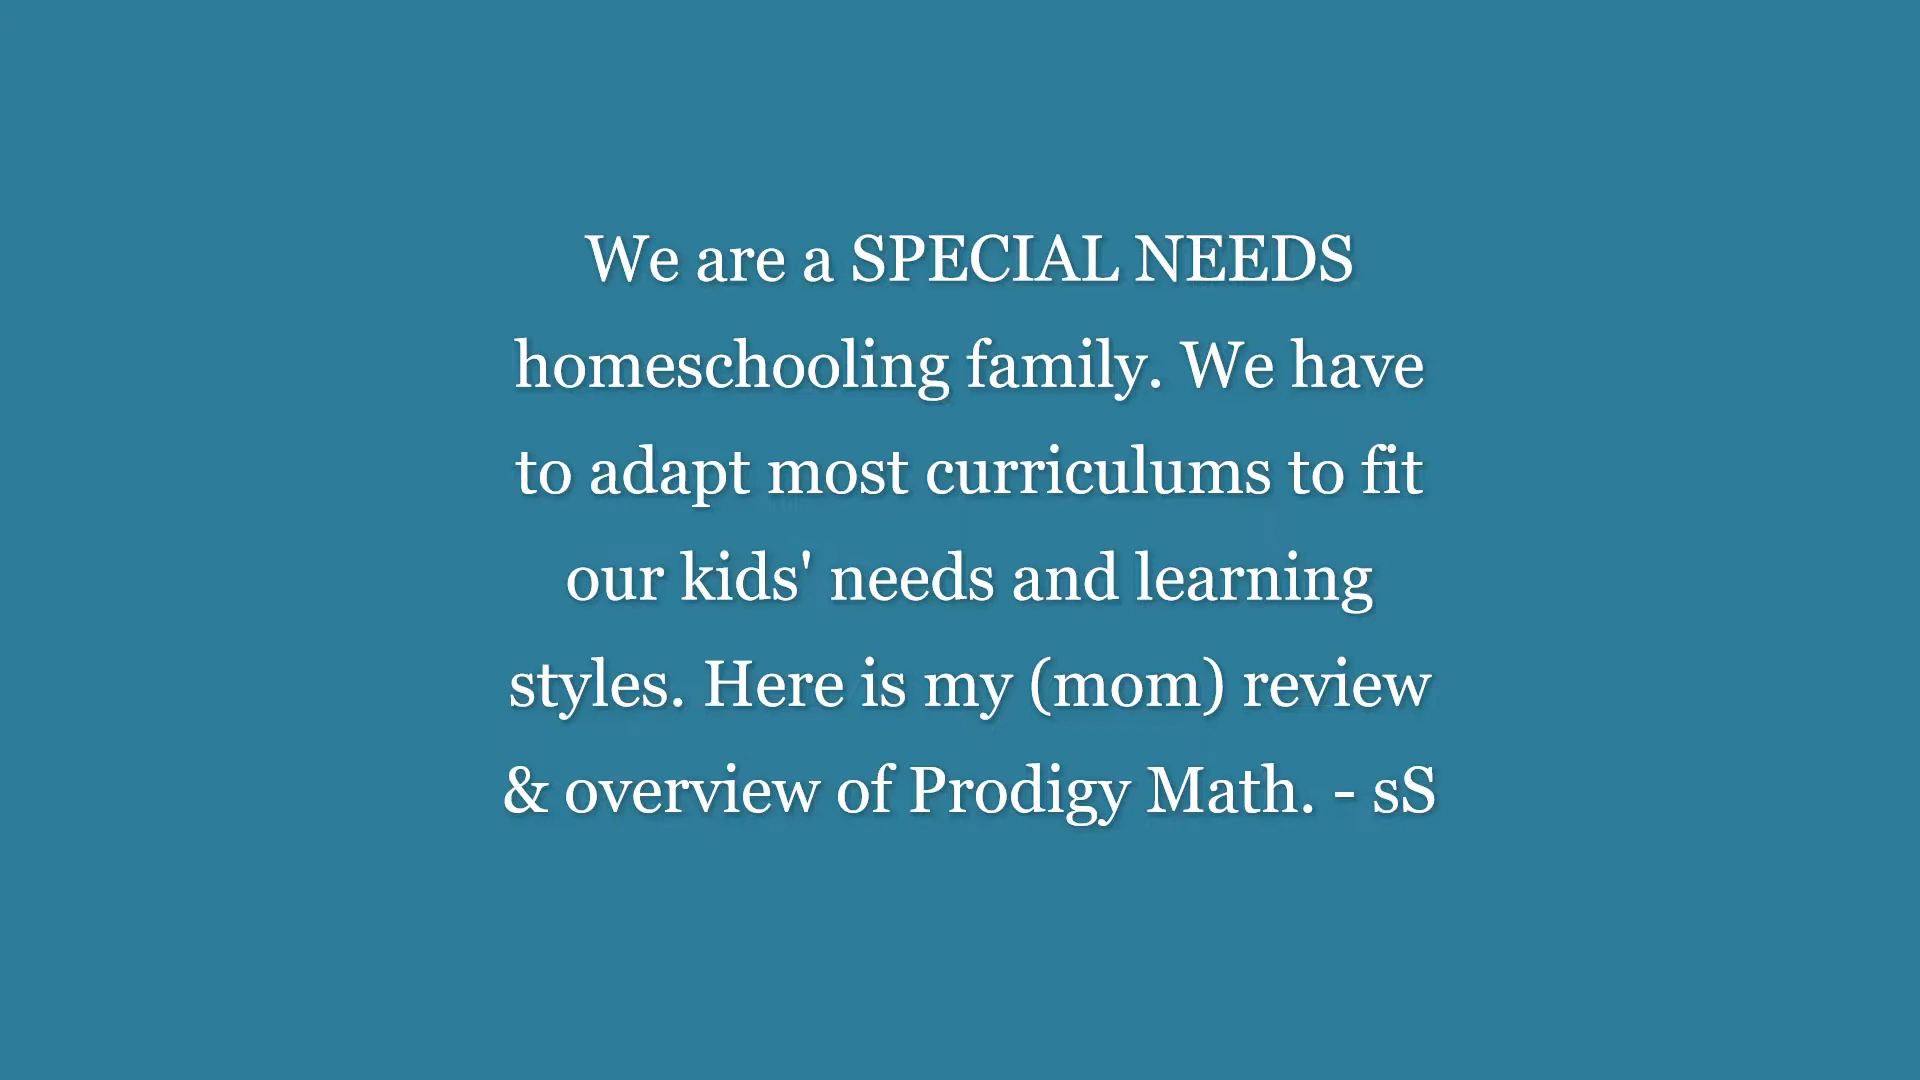 We are a SPECIAL NEEDS
homeschooling family. We have
to adapt most curriculums to fit
our kids' needs and learning
styles. Here is my (mom) review
& overview of Prodigy Math. - sS